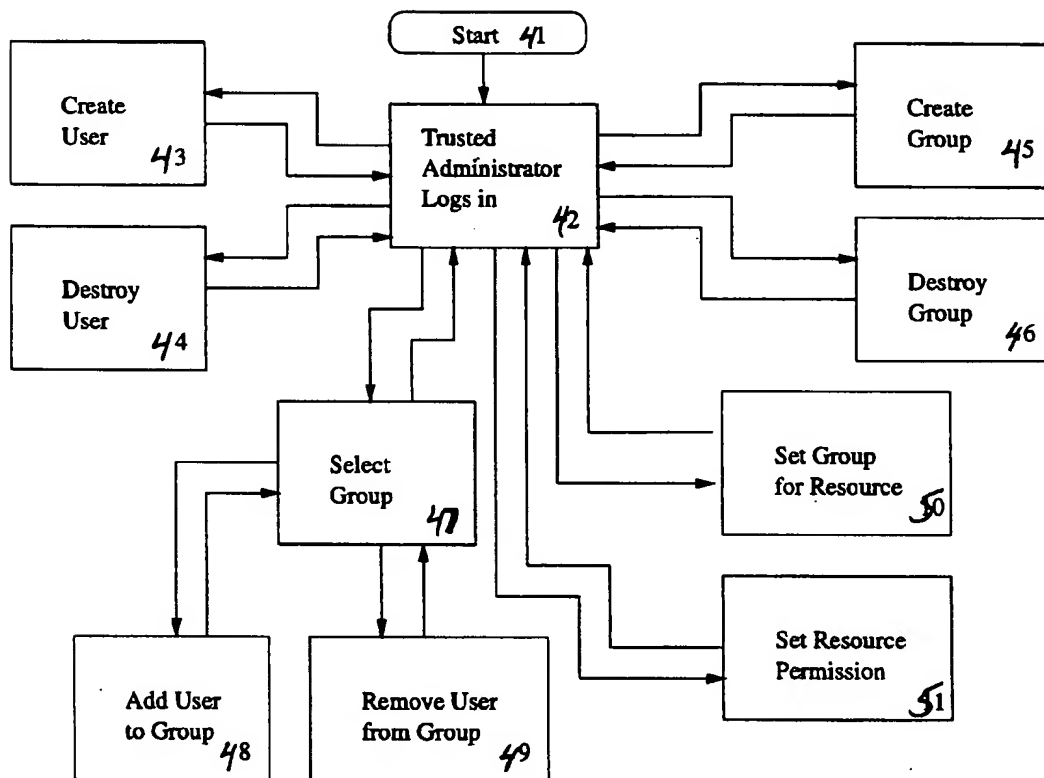 Start 41
Create
User
43
Trusted
Administrator
Logs in
42
Create
Group
45
Destroy
User
44
Destroy
Group
46
Select
Group
47
Set Group
for Resource
50
Add User
to Group
48
Remove User
from Group
49
Set Resource
Permission
51